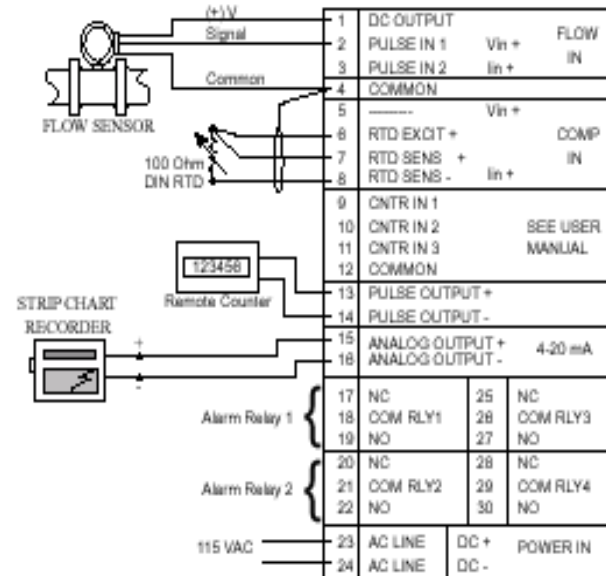 (+) V
Signal
Common
FLOW SENSOR
100 Ohm
DIN RTD
123456
Remote Counter
STRIP CHART
RECORDER
+
-
Alarm Relay 1
Alarm Relay 2
115 VAC
1 DC OUTPUT
2 PULSE IN 1 Vin +
3 PULSE IN 2 Iin +
FLOW
IN
4 COMMON
5 --------- Vin +
6 RTD EXCIT +
7 RTD SENS +
8 RTD SENS - Iin +
COMP
IN
9 CNTR IN 1
10 CNTR IN 2
11 CNTR IN 3
12 COMMON
SEE USER
MANUAL
13 PULSE OUTPUT +
14 PULSE OUTPUT -
15 ANALOG OUTPUT +
16 ANALOG OUTPUT -
4-20 mA
17 NC 25 NC
18 COM RLY1 26 COM RLY3
19 NO 27 NO
20 NC 28 NC
21 COM RLY2 29 COM RLY4
22 NO 30 NO
23 AC LINE DC +
24 AC LINE DC -
POWER IN